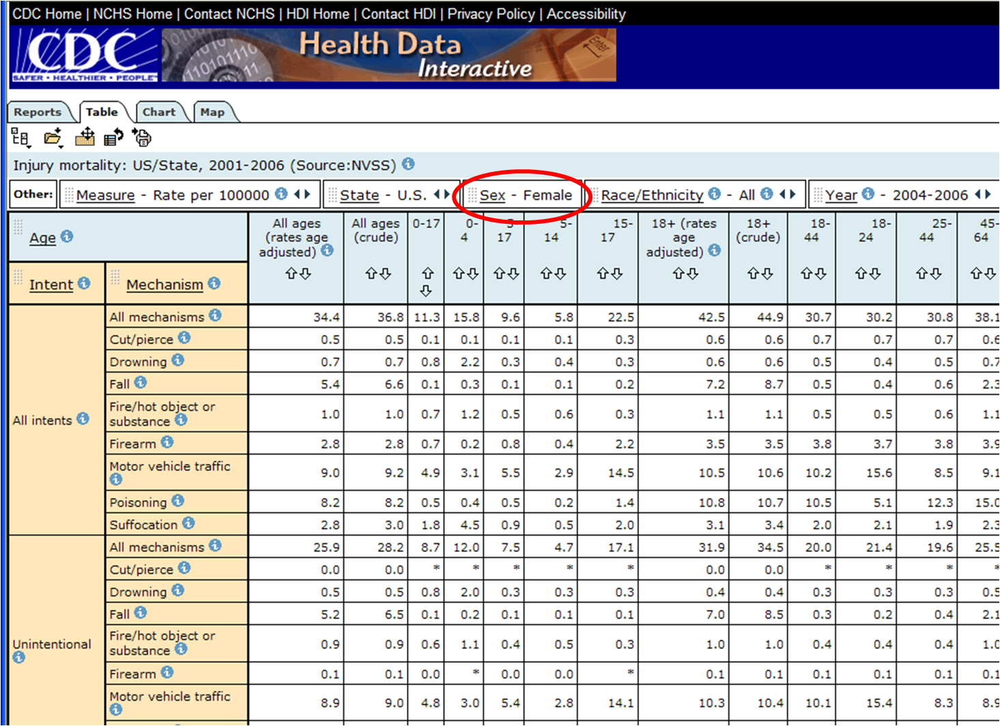 CDC Home | NCHS Home | Contact NCHS | HDI Home | Contact HDI | Privacy Policy | Accessibility
CDC
SAFER • HEALTHIER • PEOPLE™
Health Data
Interactive
Enter
Reports Table Chart Map
Injury mortality: US/State, 2001-2006 (Source:NVSS)
Other: Measure - Rate per 100000 State - U.S. Sex - Female Race/Ethnicity - All Year - 2004-2006
Age All ages (rates age adjusted) All ages (crude) 0-17 0-4 5-17 5-14 15-17 18+ (rates age adjusted) 18+ (crude) 18-44 18-24 25-44 45-64
Intent Mechanism
All intents
All mechanisms 34.4 36.8 11.3 15.8 9.6 5.8 22.5 42.5 44.9 30.7 30.2 30.8 38.1
Cut/pierce 0.5 0.5 0.1 0.1 0.1 0.1 0.3 0.6 0.6 0.7 0.7 0.7 0.6
Drowning 0.7 0.7 0.8 2.2 0.3 0.4 0.3 0.6 0.6 0.5 0.4 0.5 0.7
Fall 5.4 6.6 0.1 0.3 0.1 0.1 0.2 7.2 8.7 0.5 0.4 0.6 2.3
Fire/hot object or substance 1.0 1.0 0.7 1.2 0.5 0.6 0.3 1.1 1.1 0.5 0.5 0.6 1.1
Firearm 2.8 2.8 0.7 0.2 0.8 0.4 2.2 3.5 3.5 3.8 3.7 3.8 3.9
Motor vehicle traffic 9.0 9.2 4.9 3.1 5.5 2.9 14.5 10.5 10.6 10.2 15.6 8.5 9.1
Poisoning 8.2 8.2 0.5 0.4 0.5 0.2 1.4 10.8 10.7 10.5 5.1 12.3 15.0
Suffocation 2.8 3.0 1.8 4.5 0.9 0.5 2.0 3.1 3.4 2.0 2.1 1.9 2.3
Unintentional
All mechanisms 25.9 28.2 8.7 12.0 7.5 4.7 17.1 31.9 34.5 20.0 21.4 19.6 25.5
Cut/pierce 0.0 0.0 * * * * * 0.0 0.0 * * * *
Drowning 0.5 0.5 0.8 2.0 0.3 0.3 0.3 0.4 0.4 0.3 0.3 0.3 0.5
Fall 5.2 6.5 0.1 0.2 0.1 0.1 0.1 7.0 8.5 0.3 0.2 0.4 2.1
Fire/hot object or substance 0.9 0.9 0.6 1.1 0.4 0.5 0.3 1.0 1.0 0.4 0.4 0.4 1.0
Firearm 0.1 0.1 0.0 * 0.0 0.0 * 0.1 0.1 0.1 0.1 0.1 0.1
Motor vehicle traffic 8.9 9.0 4.8 3.0 5.4 2.8 14.1 10.3 10.4 10.1 15.4 8.3 8.9